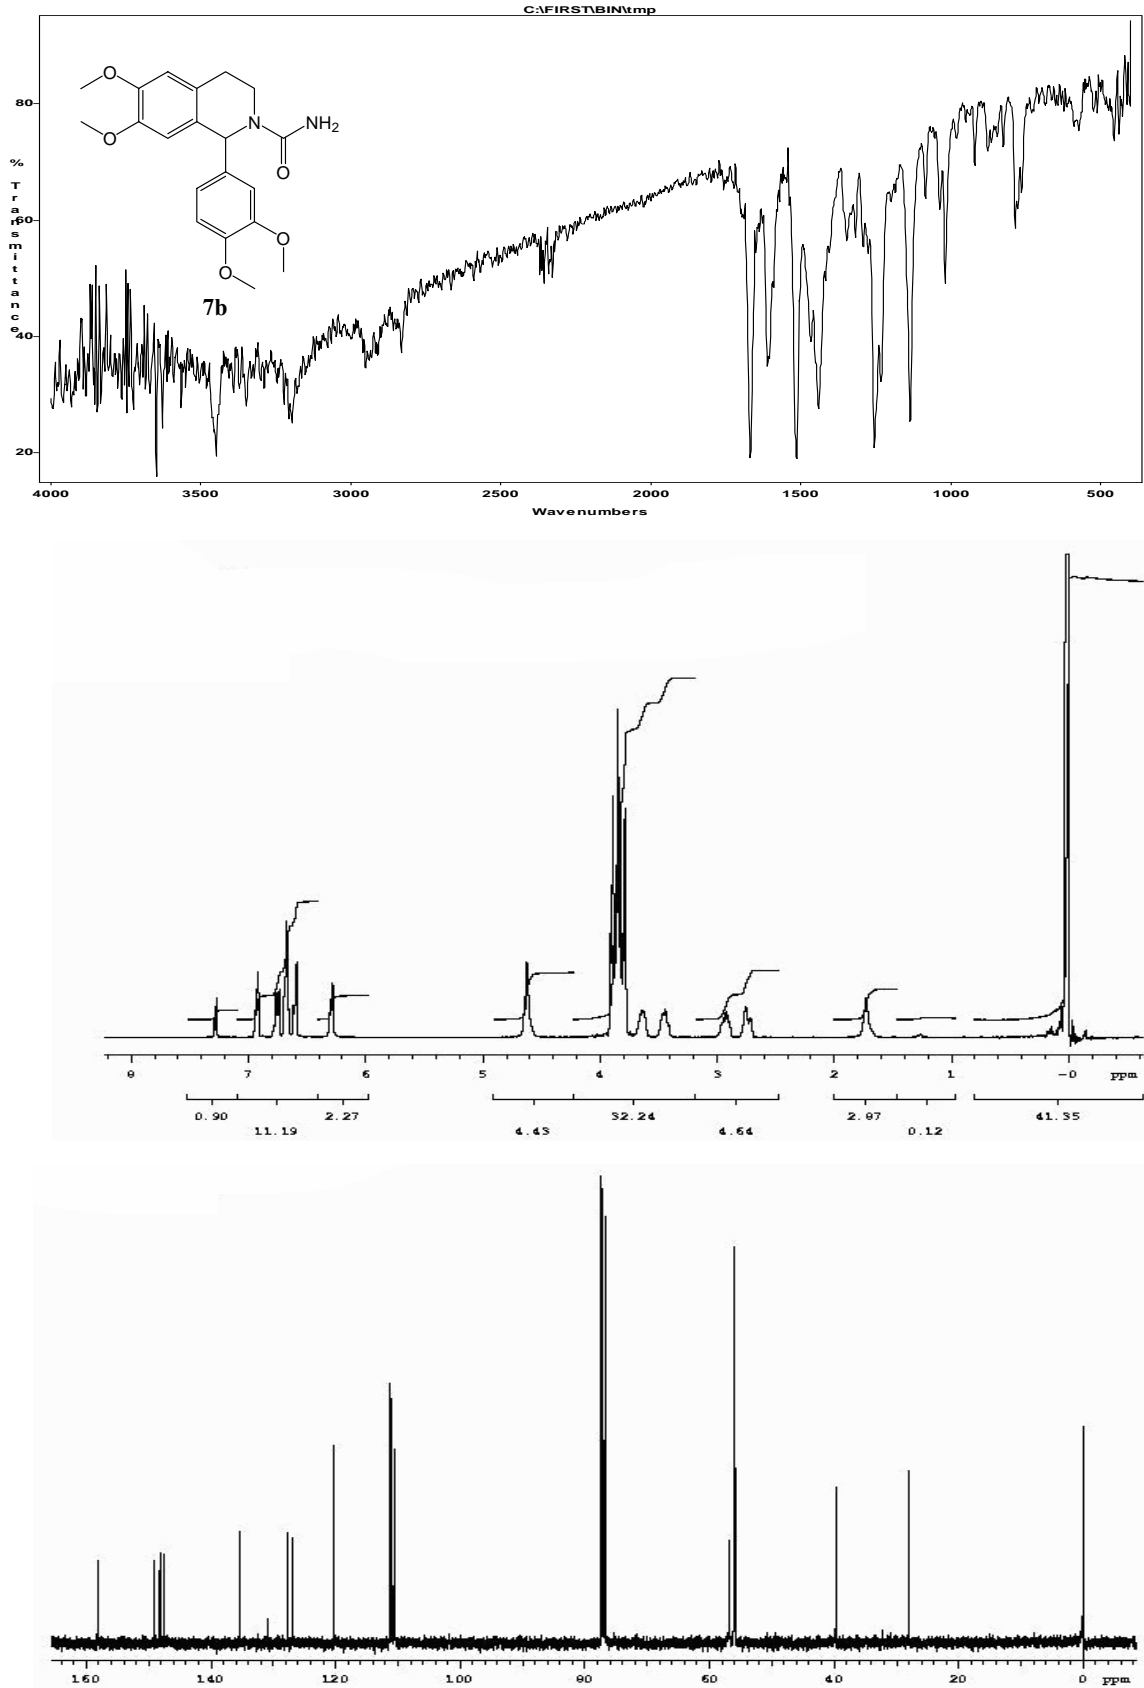 C:\FIRST\BIN\tmp
80
60
40
20
% Transmittance
O
O
N
NH2
O
O
O
7b
4000 3500 3000 2500 2000 1500 1000 500
Wavenumbers
8 7 6 5 4 3 2 1 -0 ppm
0.90 2.27 4.43 32.24 2.07 41.35
11.19 4.64 0.12
160 140 120 100 80 60 40 20 0 ppm